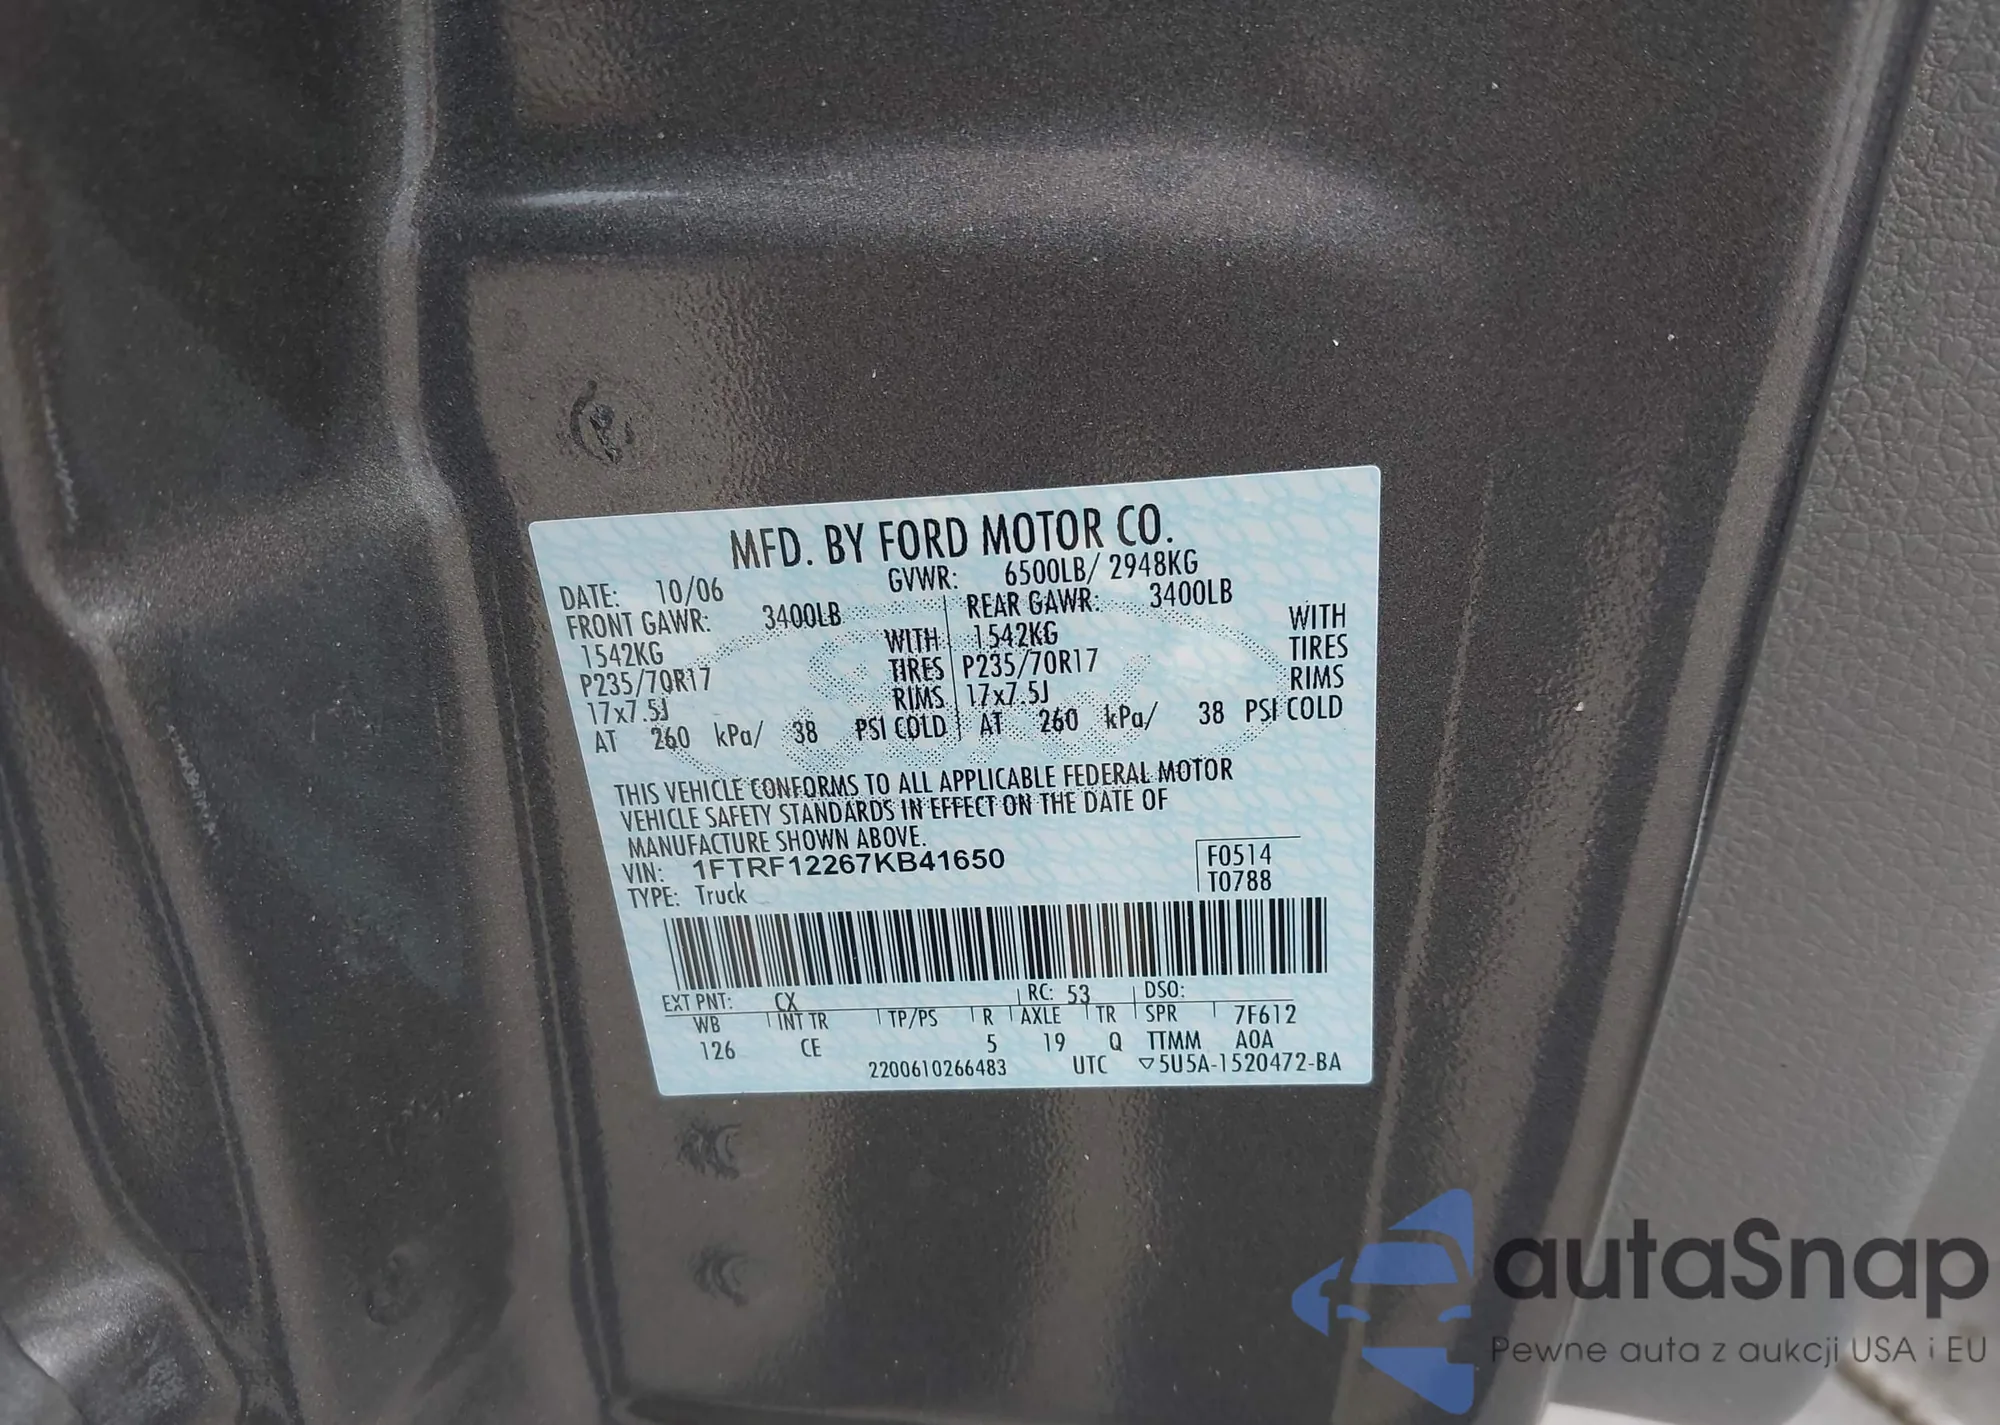 MFD. BY FORD MOTOR CO.
DATE: 10/06 GVWR: 6500LB/ 2948KG
FRONT GAWR: 3400LB REAR GAWR: 3400LB
1542KG WITH 1542KG WITH
P235/70R17 TIRES P235/70R17 TIRES
17x7.5J RIMS 17x7.5J RIMS
AT 260 kPa/ 38 PSI COLD AT 260 kPa/ 38 PSI COLD
THIS VEHICLE CONFORMS TO ALL APPLICABLE FEDERAL MOTOR
VEHICLE SAFETY STANDARDS IN EFFECT ON THE DATE OF
MANUFACTURE SHOWN ABOVE.
VIN: 1FTRF12267KB41650 F0514
TYPE: Truck T0788
EXT PNT: CX RC: 53 DSO:
WB INT TR TP/PS R AXLE TR SPR 7F612
126 CE 5 19 Q TTMM AOA
2200610266483 UTC ▽5U5A-1520472-BA
Ford
autaSnap
Pewne auta z aukcji USA i EU